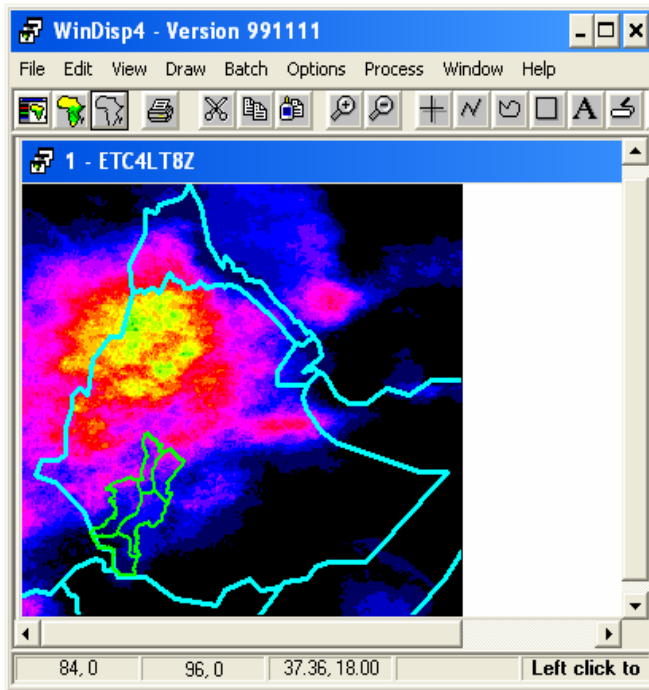 WinDisp4 - Version 991111
File Edit View Draw Batch Options Process Window Help
A
1 - ETC4LT8Z
84, 0 96, 0 37.36, 18.00 Left click to